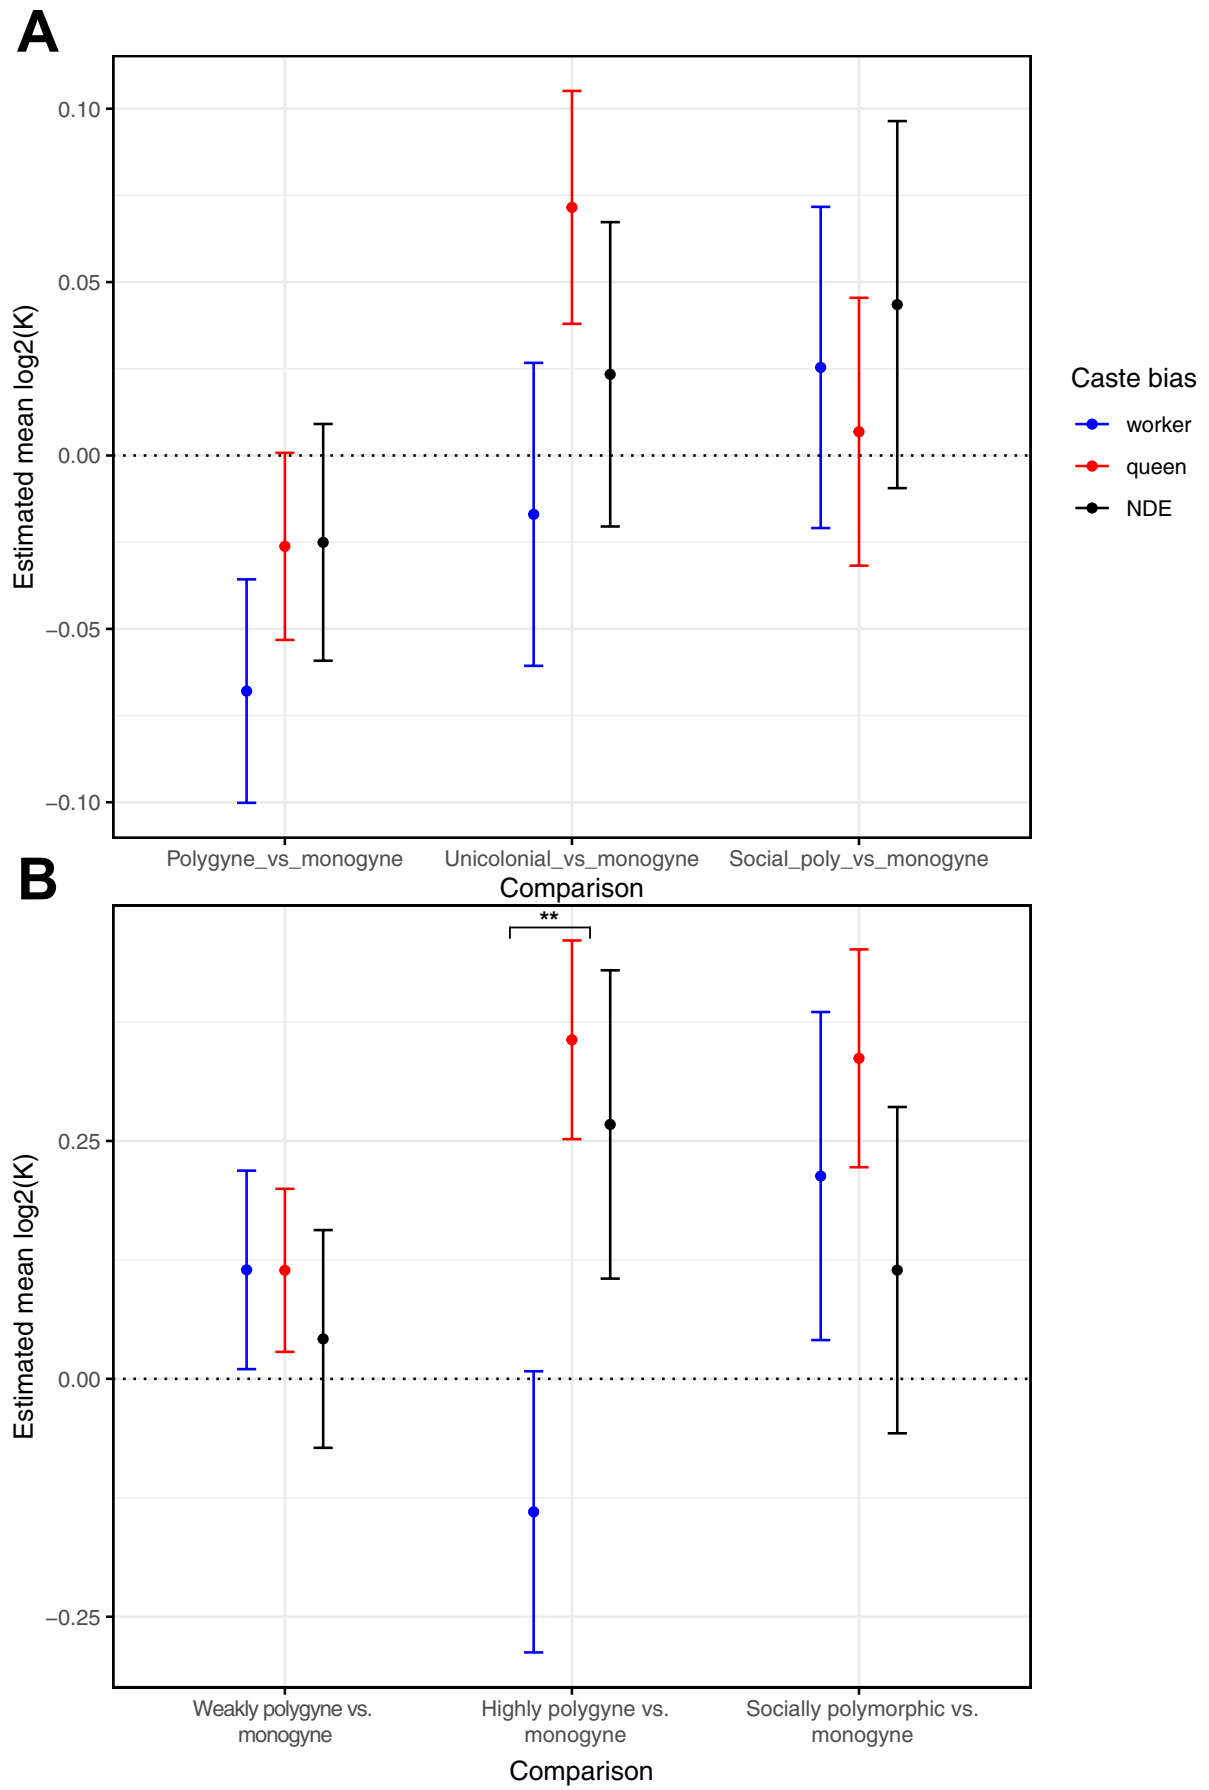 A
Estimated mean log2(K)
0.10
0.05
0.00
−0.05
−0.10
Polygyne_vs_monogyne
Unicolonial_vs_monogyne
Social_poly_vs_monogyne
Comparison
Caste bias
worker
queen
NDE
B
**
Estimated mean log2(K)
0.25
0.00
−0.25
Weakly polygyne vs.
monogyne
Highly polygyne vs.
monogyne
Socially polymorphic vs.
monogyne
Comparison